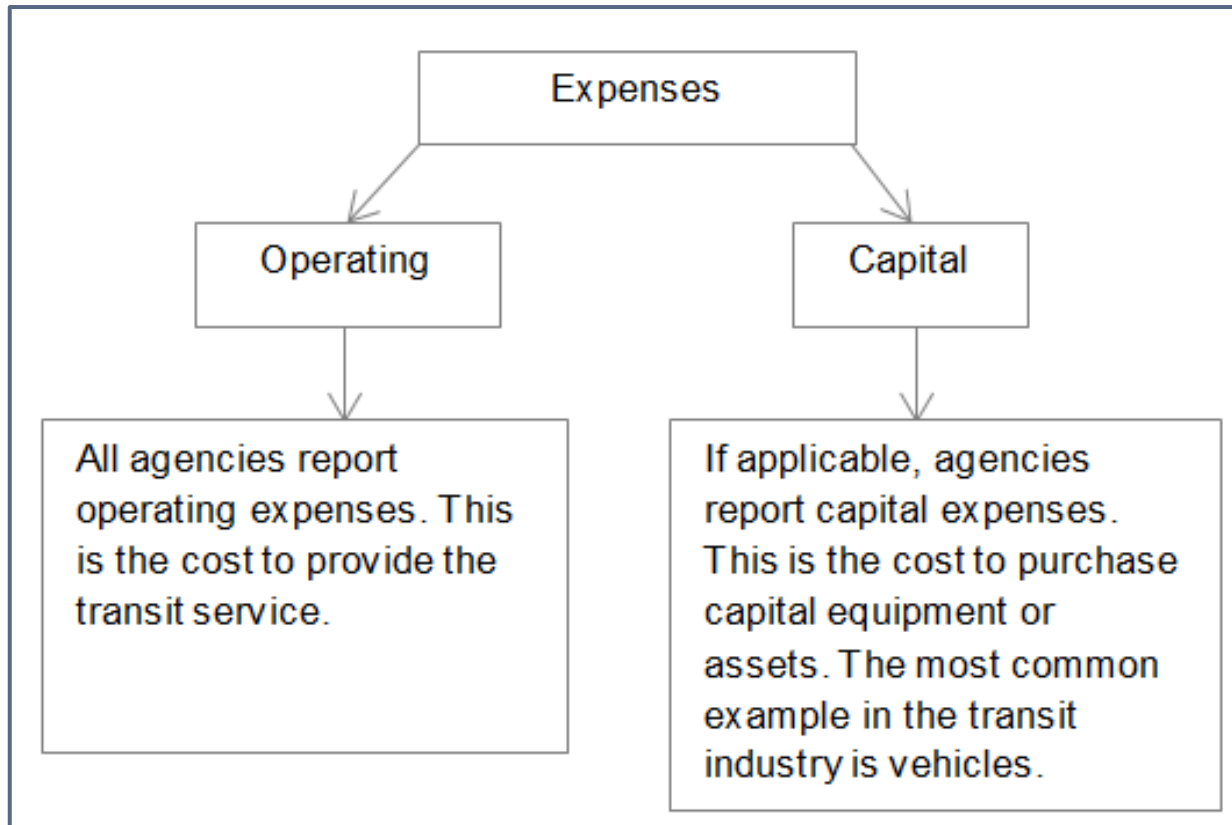 Expenses
Operating
Capital
All agencies report
operating expenses. This
is the cost to provide the
transit service.
If applicable, agencies
report capital expenses.
This is the cost to purchase
capital equipment or
assets. The most common
example in the transit
industry is vehicles.